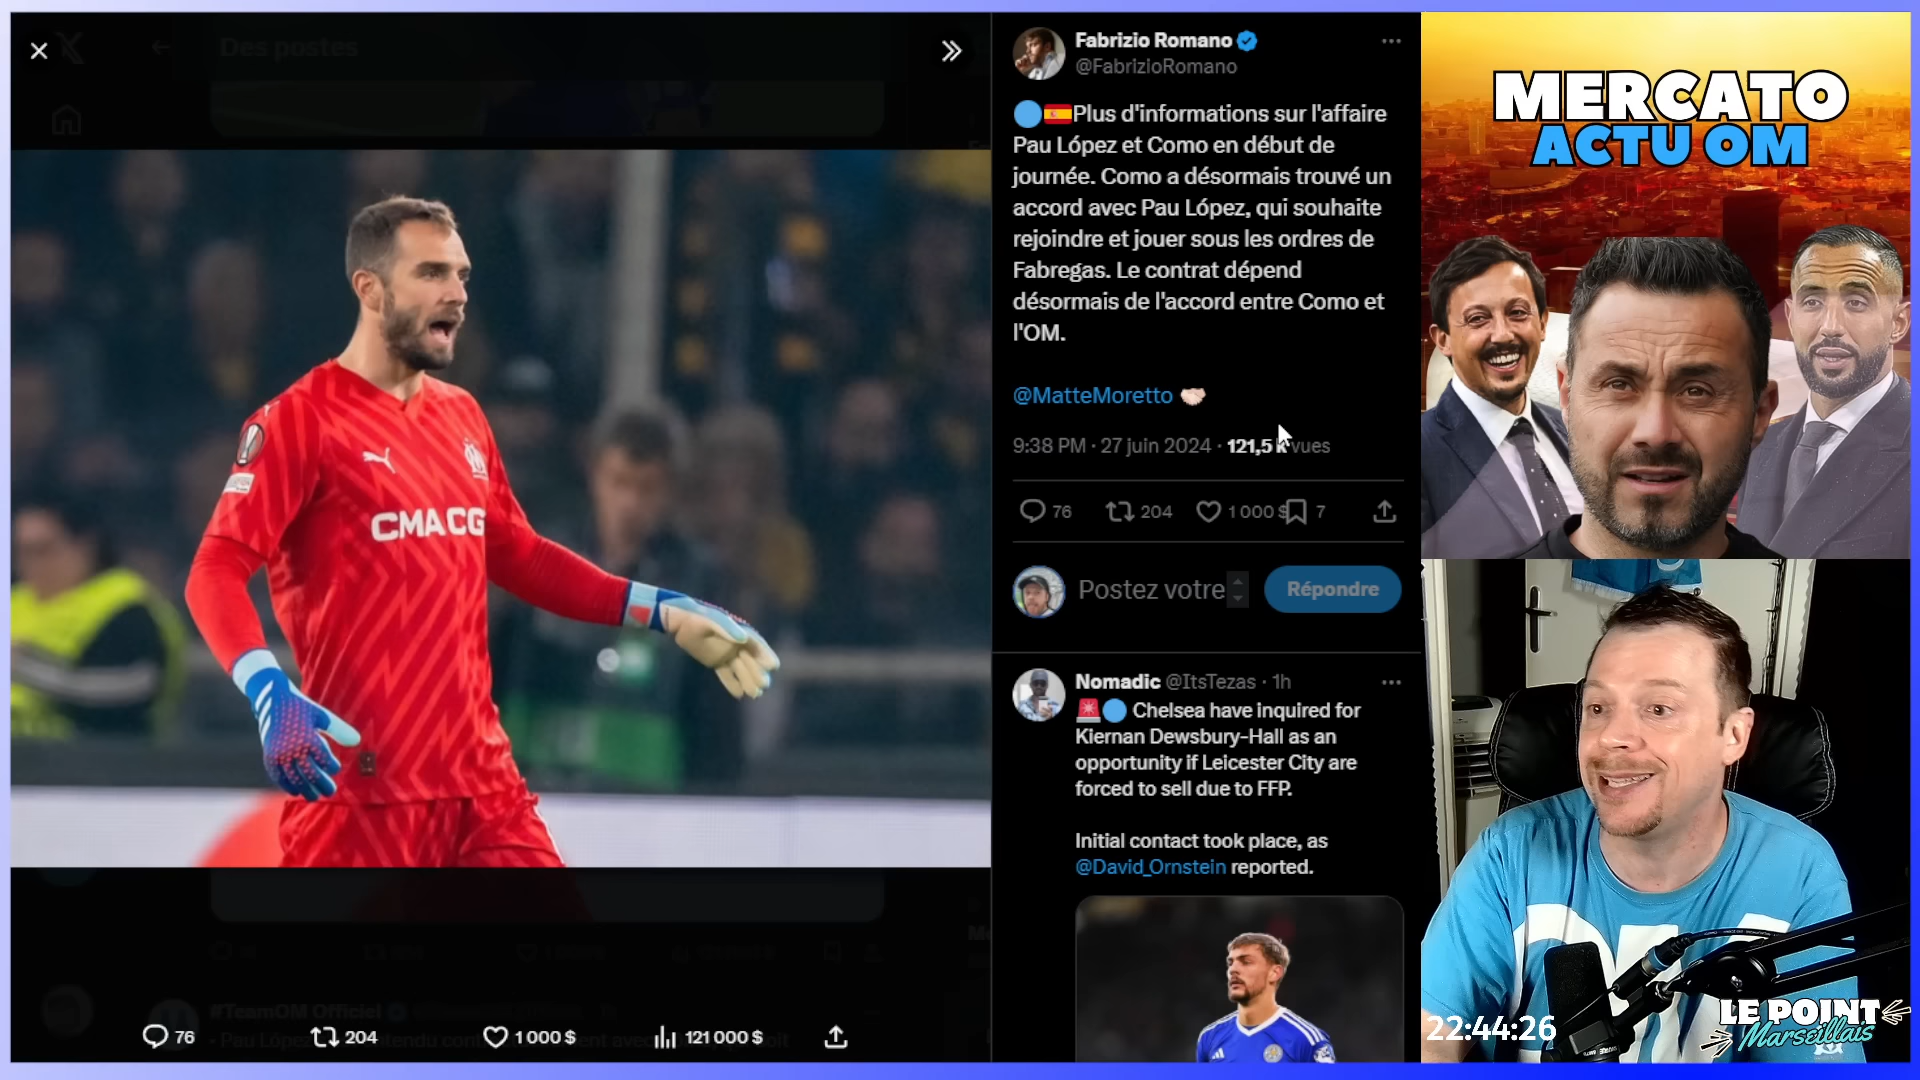 Des postes
CMACG
76
204
1 000 $
121 000 $
#TeamOM Officiel
Fabrizio Romano
@FabrizioRomano
Plus d'informations sur l'affaire
Pau López et Como en début de
journée. Como a désormais trouvé un
accord avec Pau López, qui souhaite
rejoindre et jouer sous les ordres de
Fabregas. Le contrat dépend
désormais de l'accord entre Como et
l'OM.
@MatteMoretto
9:38 PM · 27 juin 2024 · 121,5 k vues
76
204
1 000 $
7
Postez votre
Répondre
Nomadic @ItsTezas · 1h
Chelsea have inquired for
Kiernan Dewsbury-Hall as an
opportunity if Leicester City are
forced to sell due to FFP.
Initial contact took place, as
@David_Ornstein reported.
MERCATO
ACTU OM
22:44:26
LE POINT
Marseillais